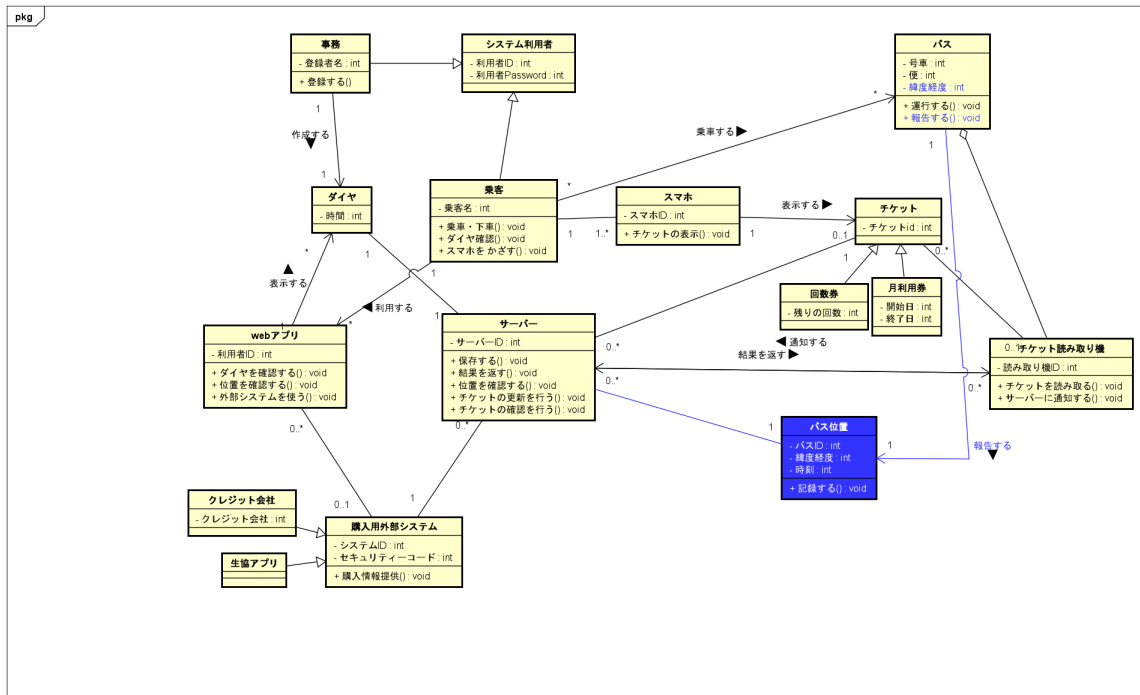 pkg
事務
- 登録者名 : int
+ 登録する()
システム利用者
- 利用者ID : int
- 利用者Password : int
バス
- 号車 : int
- 便 : int
- 緯度経度 : int
+ 運行する() : void
+ 報告する() : void
1
作成する
1
乗車する
*
1
ダイヤ
- 時間 : int
乗客
- 乗客名 : int
+ 乗車・下車() : void
+ ダイヤ確認() : void
+ スマホを かざす() : void
*
1
1..*
スマホ
- スマホID : int
+ チケットの表示() : void
表示する
1
チケット
- チケットid : int
0..1
0..*
1
*
表示する
1
1
1
利用する
*
1
回数券
- 残りの回数 : int
月利用券
- 開始日 : int
- 終了日 : int
webアプリ
- 利用者ID : int
+ ダイヤを確認する() : void
+ 位置を確認する() : void
+ 外部システムを使う() : void
サーバー
- サーバーID : int
+ 保存する() : void
+ 結果を返す() : void
+ 位置を確認する() : void
+ チケットの更新を行う() : void
+ チケットの確認を行う() : void
0..*
通知する
結果を返す
0..*
0..*
0..1
チケット読み取り機
- 読み取り機ID : int
+ チケットを読み取る() : void
+ サーバーに通知する() : void
1
バス位置
- バスID : int
- 緯度経度 : int
- 時刻 : int
+ 記録する() : void
1
報告する
0..*
0..*
0..1
1
クレジット会社
- クレジット会社 : int
生協アプリ
購入用外部システム
- システムID : int
- セキュリティーコード : int
+ 購入情報提供() : void